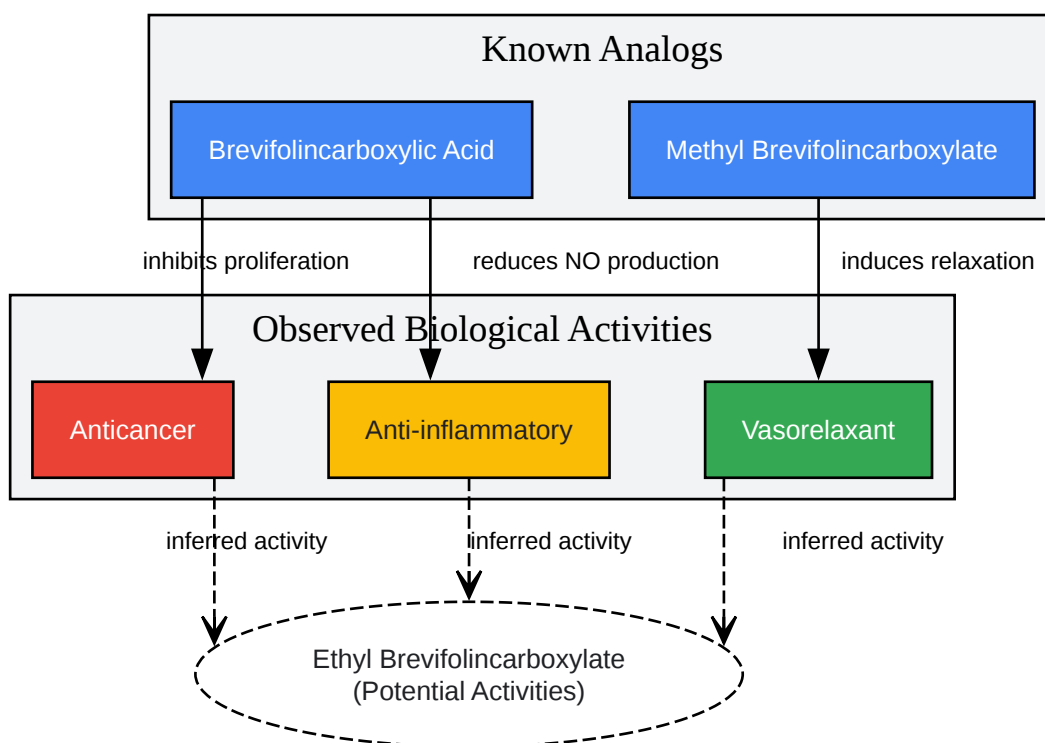 Known Analogs
Brevifolincarboxylic Acid
Methyl Brevifolincarboxylate
inhibits proliferation
reduces NO production
induces relaxation
Observed Biological Activities
Anticancer
Anti-inflammatory
Vasorelaxant
inferred activity
inferred activity
inferred activity
Ethyl Brevifolincarboxylate
(Potential Activities)